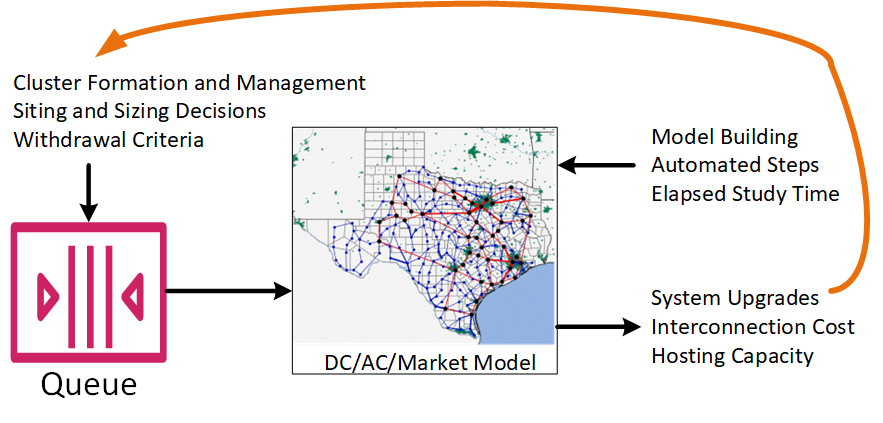 Cluster Formation and Management
Siting and Sizing Decisions
Withdrawal Criteria
Queue
DC/AC/Market Model
Model Building
Automated Steps
Elapsed Study Time
System Upgrades
Interconnection Cost
Hosting Capacity